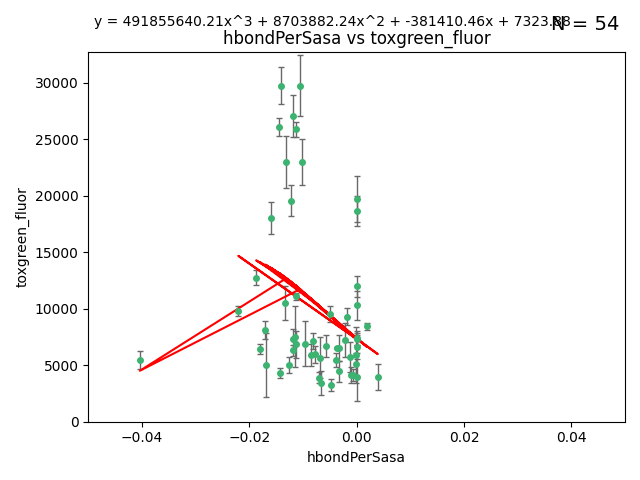 y = 491855640.21x^3 + 8703882.24x^2 + -381410.46x + 7323.
N = 54
hbondPerSasa vs toxgreen_fluor
30000
25000
20000
15000
10000
5000
0
toxgreen_fluor
−0.04
−0.02
0.00
0.02
0.04
hbondPerSasa